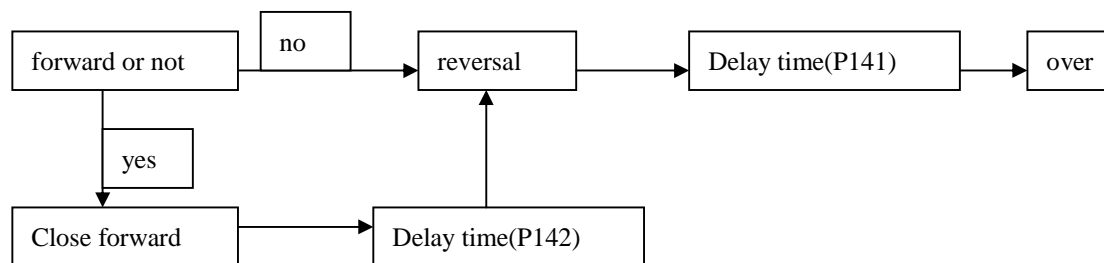 forward or not
no
reversal
Delay time(P141)
over
yes
Close forward
Delay time(P142)